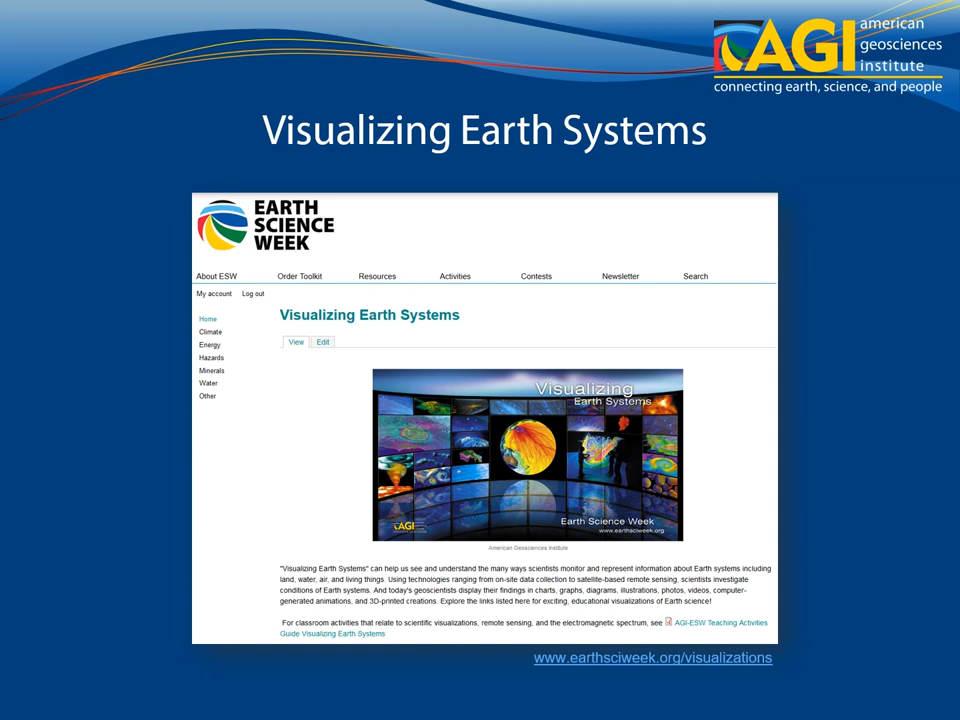 AGI
american
geosciences
institute
connecting earth, science, and people
Visualizing Earth Systems
EARTH
SCIENCE
WEEK
About ESW Order Toolkit Resources Activities Contests Newsletter Search
My account Log out
Home
Climate
Energy
Hazards
Minerals
Water
Other
Visualizing Earth Systems
View Edit
Visualizing
Earth Systems
AGI
Earth Science Week
www.earthsciweek.org
American Geosciences Institute
"Visualizing Earth Systems" can help us see and understand the many ways scientists monitor and represent information about Earth systems including
land, water, air, and living things. Using technologies ranging from on-site data collection to satellite-based remote sensing, scientists investigate
conditions of Earth systems. And today's geoscientists display their findings in charts, graphs, diagrams, illustrations, photos, videos, computer-
generated animations, and 3D-printed creations. Explore the links listed here for exciting, educational visualizations of Earth science!
For classroom activities that relate to scientific visualizations, remote sensing, and the electromagnetic spectrum, see AGI-ESW Teaching Activities
Guide Visualizing Earth Systems
www.earthsciweek.org/visualizations